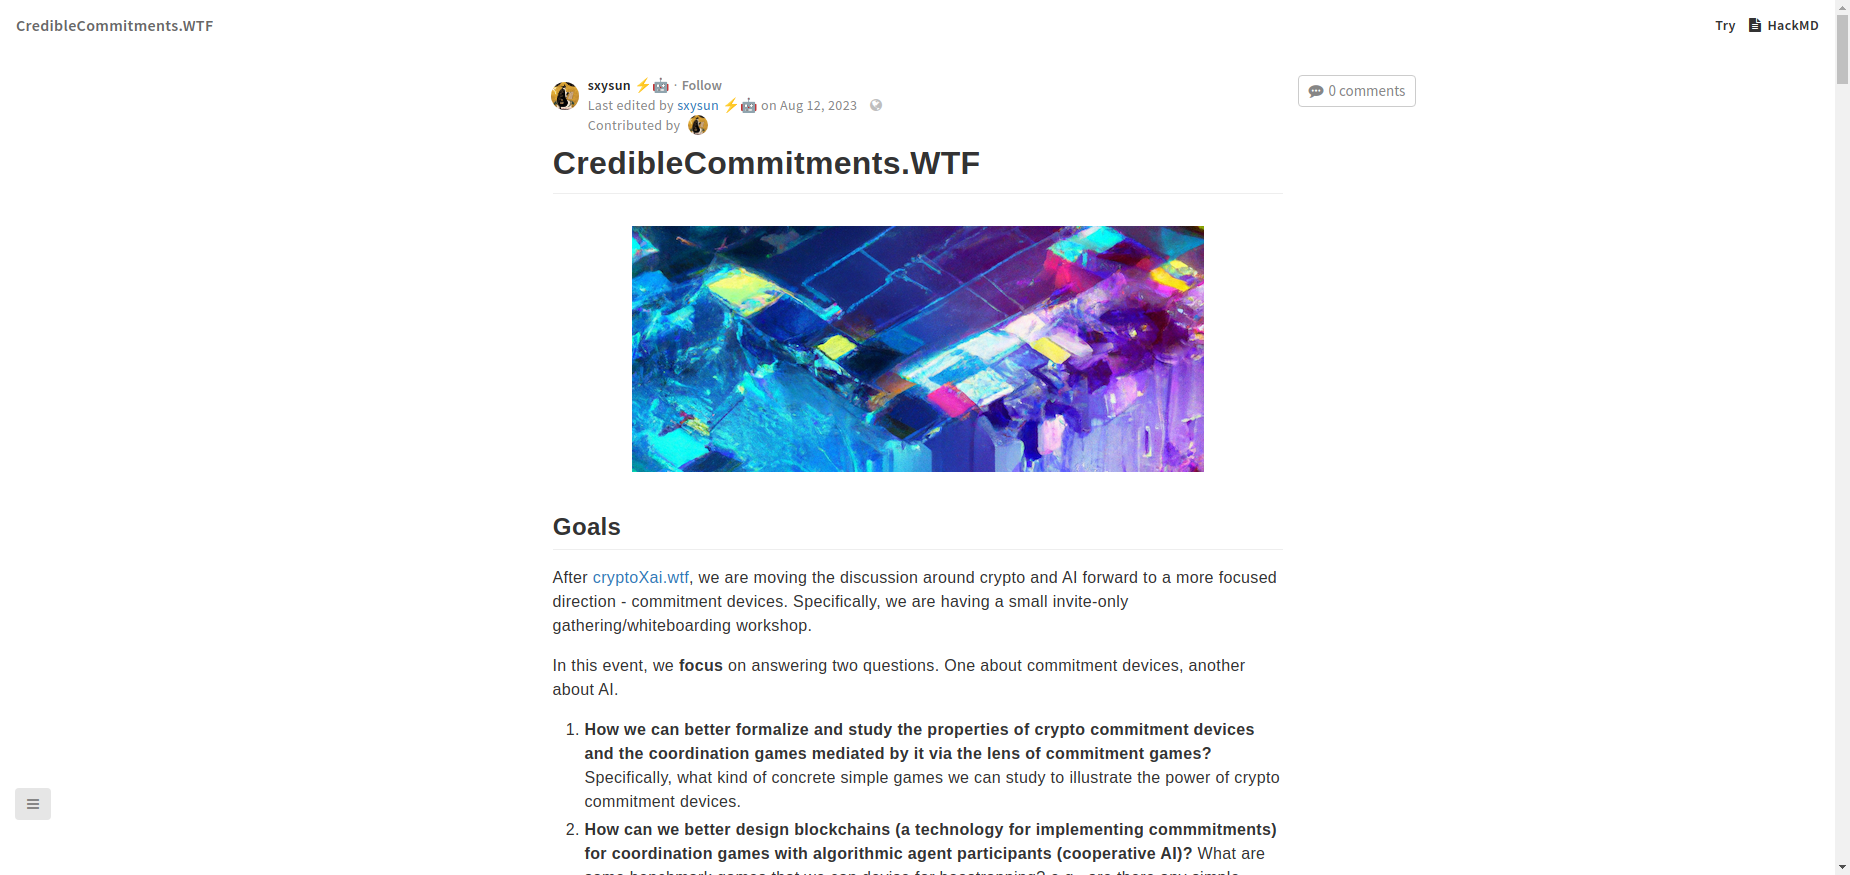 CredibleCommitments.WTF
Try HackMD
sxysun ⚡🤖 · Follow
0 comments
Last edited by sxysun ⚡🤖 on Aug 12, 2023
Contributed by
CredibleCommitments.WTF
Goals
After cryptoXai.wtf, we are moving the discussion around crypto and AI forward to a more focused
direction - commitment devices. Specifically, we are having a small invite-only
gathering/whiteboarding workshop.
In this event, we focus on answering two questions. One about commitment devices, another
about AI.
1. How we can better formalize and study the properties of crypto commitment devices
and the coordination games mediated by it via the lens of commitment games?
Specifically, what kind of concrete simple games we can study to illustrate the power of crypto
commitment devices.
2. How can we better design blockchains (a technology for implementing commmitments)
for coordination games with algorithmic agent participants (cooperative AI)? What are